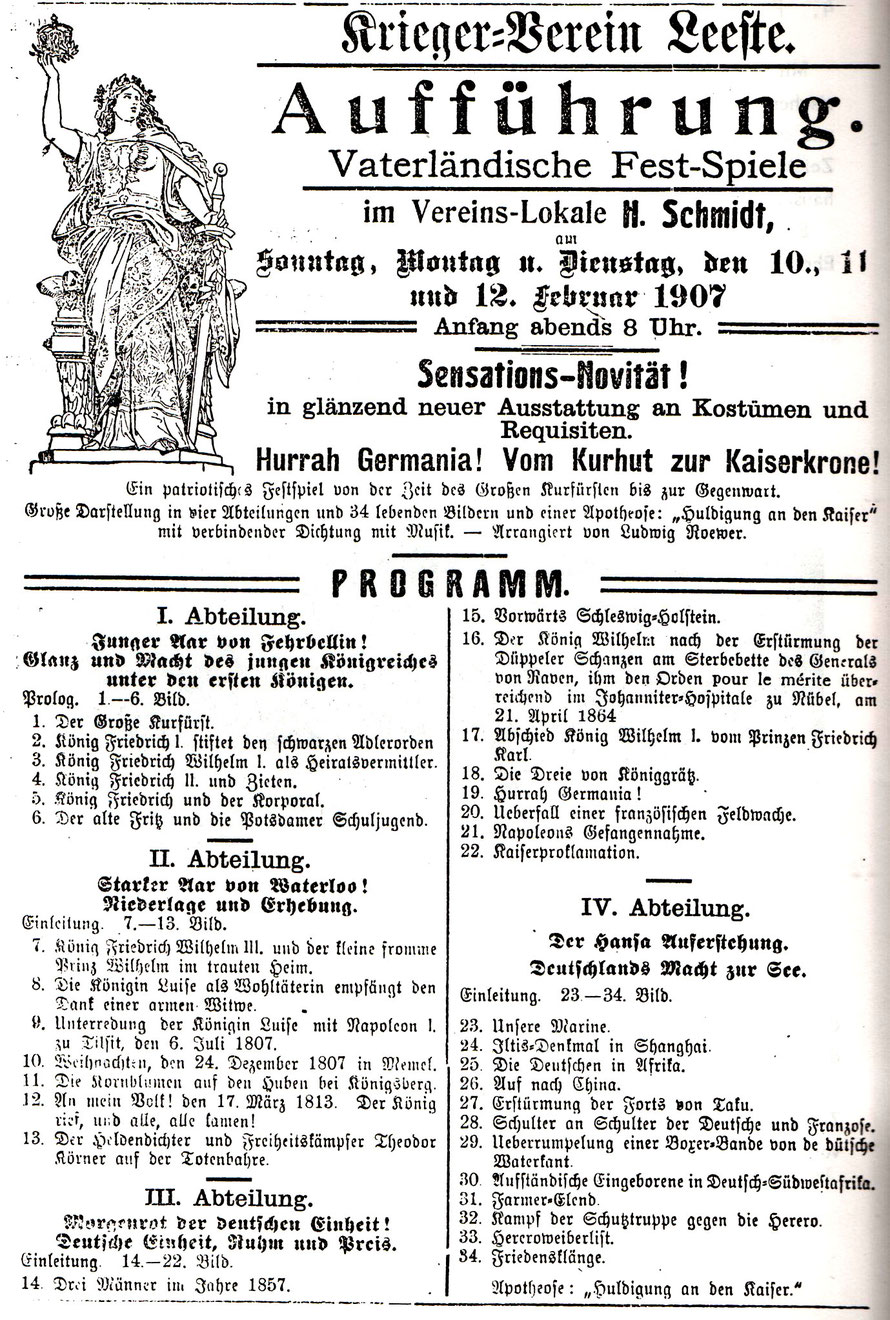 Krieger-Verein Leeste.
Aufführung.
Vaterländische Fest-Spiele
im Vereins-Lokale H. Schmidt,
am
Sonntag, Montag u. Dienstag, den 10., 11
und 12. Februar 1907
Anfang abends 8 Uhr.
Sensations-Novität!
in glänzend neuer Ausstattung an Kostümen und
Requisiten.
Hurrah Germania! Vom Kurhut zur Kaiserkrone!
Ein patriotisches Festspiel von der Zeit des Großen Kurfürsten bis zur Gegenwart.
Große Darstellung in vier Abteilungen und 34 lebenden Bildern und einer Apotheose: „Huldigung an den Kaiser“
mit verbindender Dichtung mit Musik. — Arrangiert von Ludwig Roewer.
PROGRAMM.
I. Abteilung.
Junger Aar von Fehrbellin!
Glanz und Macht des jungen Königreiches
unter den ersten Königen.
Prolog. 1.—6. Bild.
1. Der Große Kurfürst.
2. König Friedrich I. stiftet den schwarzen Adlerorden
3. König Friedrich Wilhelm I. als Heiratsvermittler.
4. König Friedrich II. und Zieten.
5. König Friedrich und der Korporal.
6. Der alte Fritz und die Potsdamer Schuljugend.
II. Abteilung.
Starker Aar von Waterloo!
Niederlage und Erhebung.
Einleitung. 7.—13. Bild.
7. König Friedrich Wilhelm III. und der kleine fromme
Prinz Wilhelm im trauten Heim.
8. Die Königin Luise als Wohltäterin empfängt den
Dank einer armen Witwe.
9. Unterredung der Königin Luise mit Napoleon I.
zu Tilsit, den 6. Juli 1807.
10. Weihnachten, den 24. Dezember 1807 in Memel.
11. Die Kornblumen auf den Huben bei Königsberg.
12. An mein Volk! den 17. März 1813. Der König
rief, und alle, alle kamen!
13. Der Heldendichter und Freiheitskämpfer Theodor
Körner auf der Totenbahre.
III. Abteilung.
Morgenrot der deutschen Einheit!
Deutsche Einheit, Ruhm und Preis.
Einleitung. 14.—22. Bild.
14. Drei Männer im Jahre 1857.
15. Vorwärts Schleswig-Holstein.
16. Der König Wilhelm nach der Erstürmung der
Düppeler Schanzen am Sterbebette des Generals
von Raven, ihm den Orden pour le mérite über-
reichend im Johanniter-Hospitale zu Nübel, am
21. April 1864
17. Abschied König Wilhelm I. vom Prinzen Friedrich
Karl.
18. Die Dreie von Königgrätz.
19. Hurrah Germania!
20. Ueberfall einer französischen Feldwache.
21. Napoleons Gefangennahme.
22. Kaiserproklamation.
IV. Abteilung.
Der Hansa Auferstehung.
Deutschlands Macht zur See.
Einleitung. 23.—34. Bild.
23. Unsere Marine.
24. Iltis-Denkmal in Shanghai.
25. Die Deutschen in Afrika.
26. Auf nach China.
27. Erstürmung der Forts von Taku.
28. Schulter an Schulter der Deutsche und Franzose.
29. Ueberrumpelung einer Boxer-Bande von de dütsche
Waterkant.
30. Aufständische Eingeborene in Deutsch-Südwestafrika.
31. Farmer-Elend.
32. Kampf der Schutztruppe gegen die Herero.
33. Hereroweiberlist.
34. Friedensklänge.
Apotheose: „Huldigung an den Kaiser.“